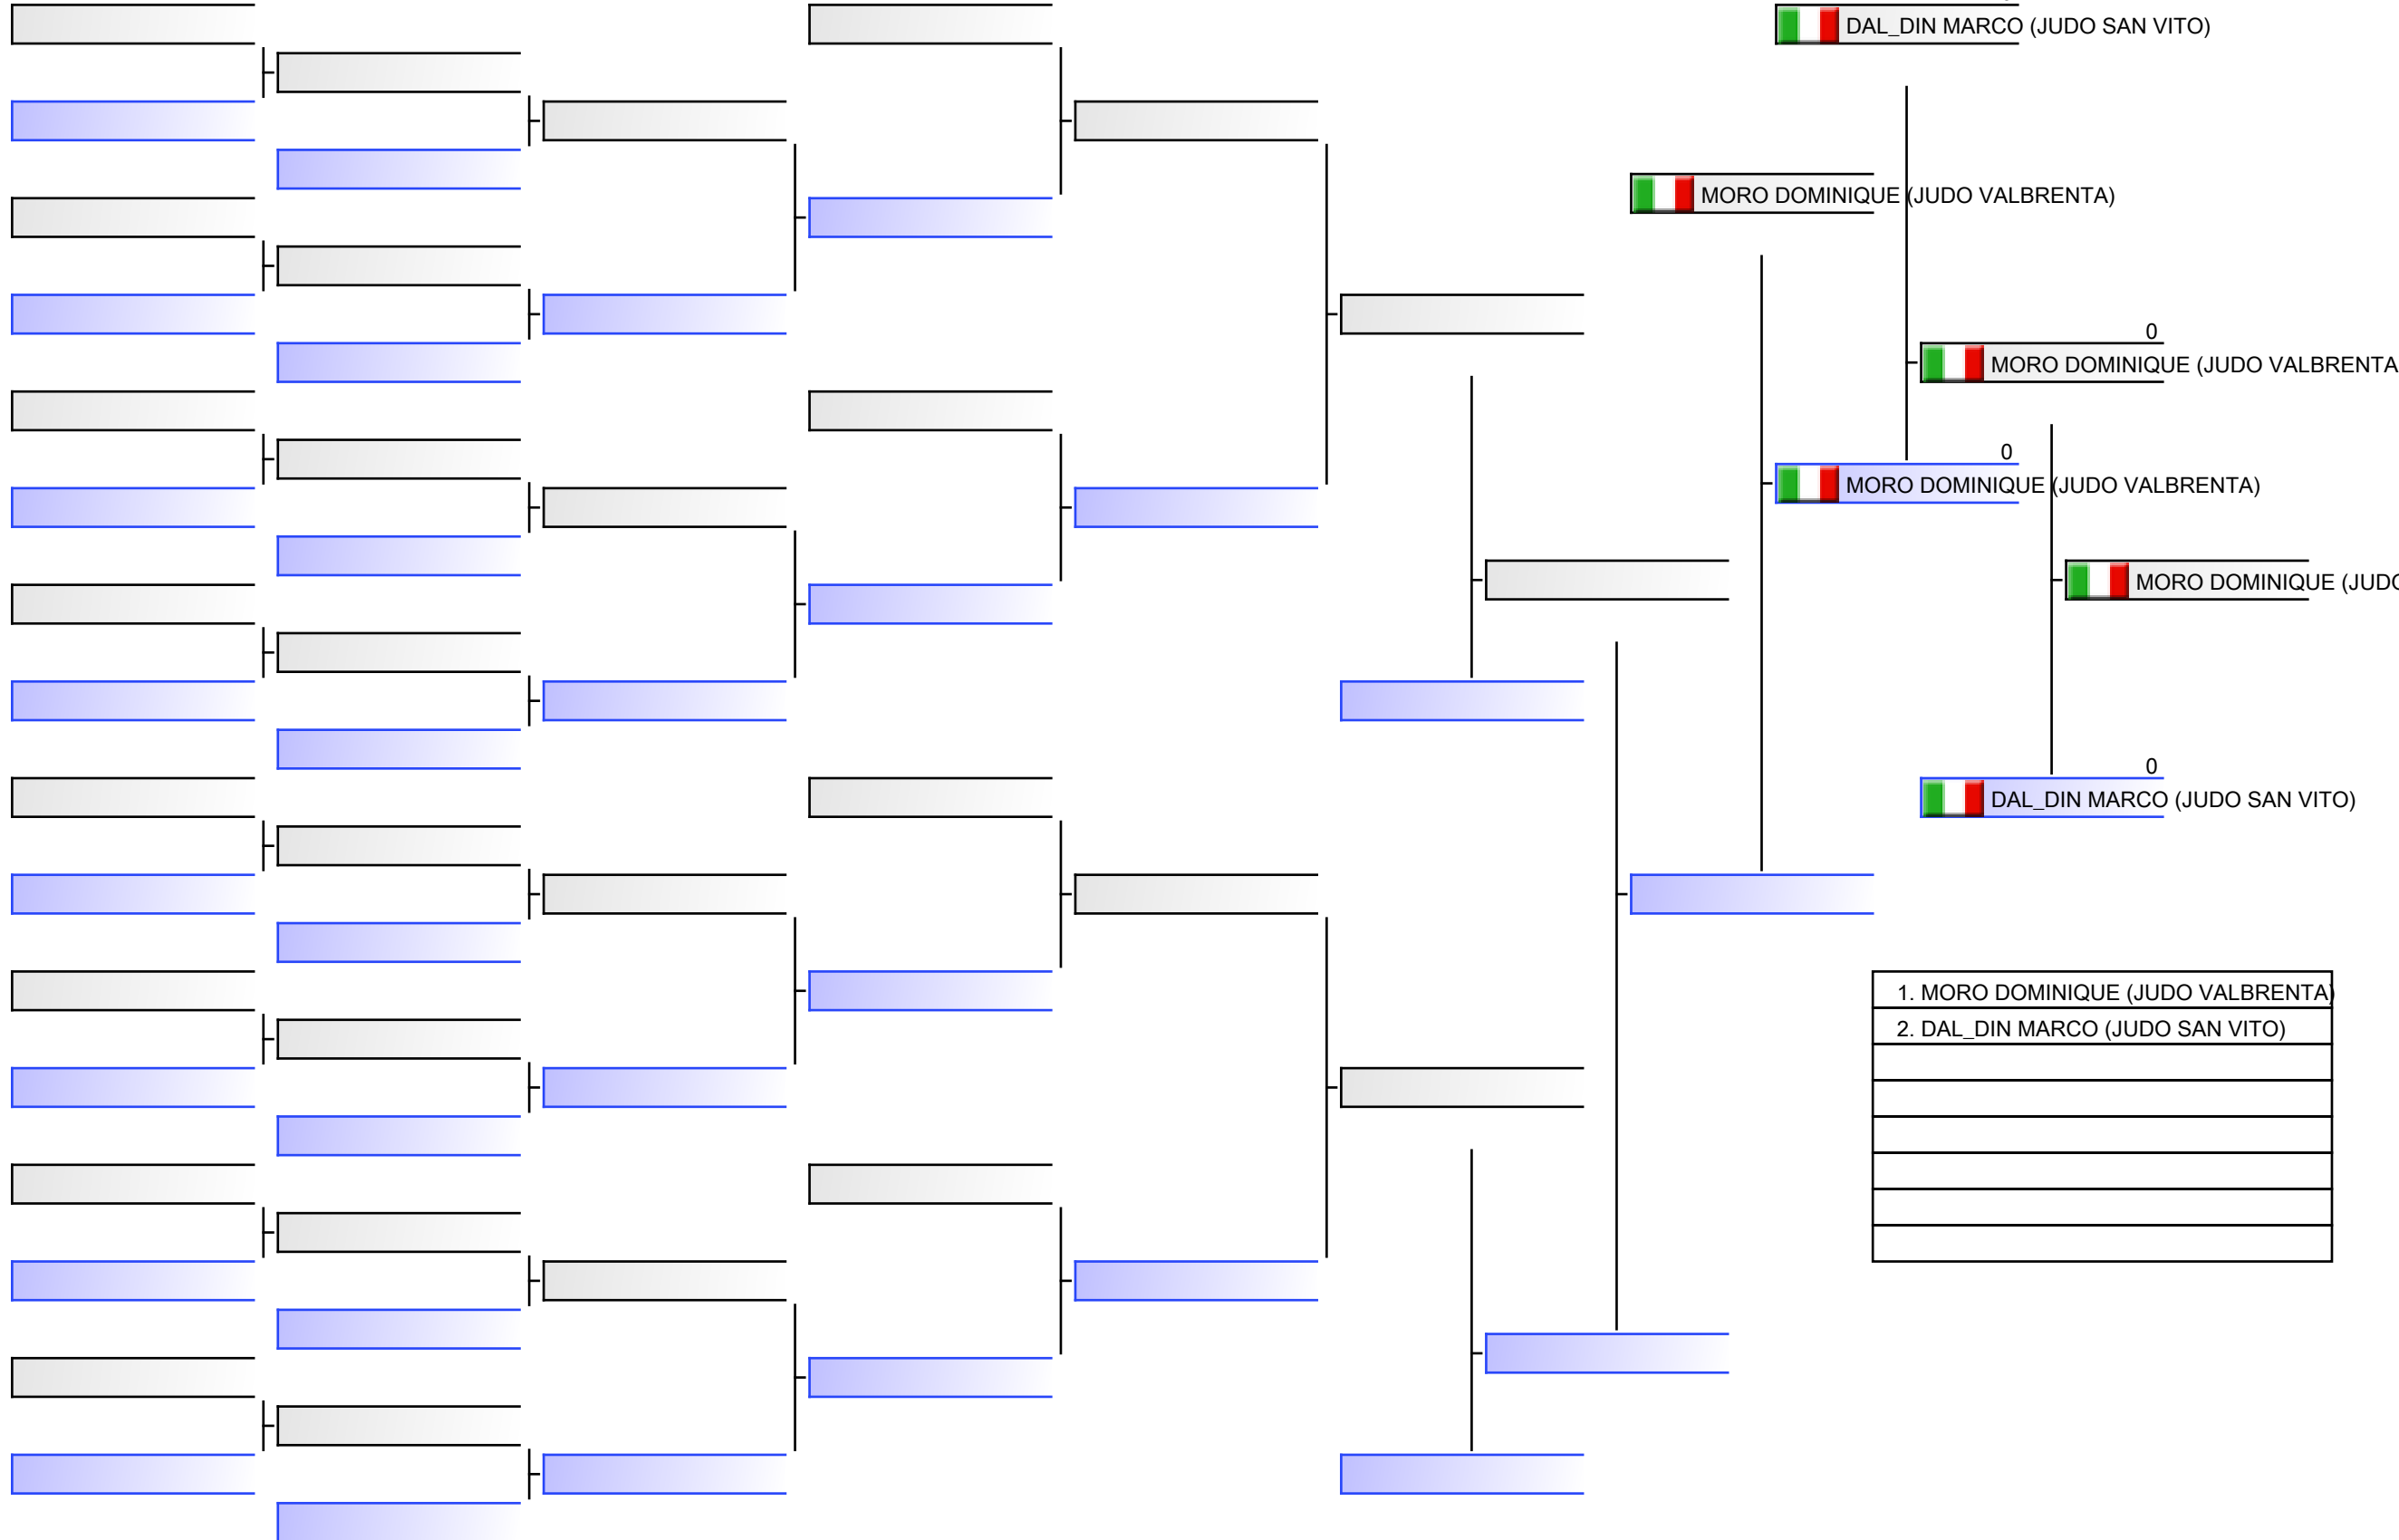 DAL_DIN MARCO (JUDO SAN VITO)
MORO DOMINIQUE (JUDO VALBRENTA)
0
MORO DOMINIQUE (JUDO VALBRENTA
0
MORO DOMINIQUE (JUDO VALBRENTA)
MORO DOMINIQUE (JUDO
0
DAL_DIN MARCO (JUDO SAN VITO)
1. MORO DOMINIQUE (JUDO VALBRENTA)
2. DAL_DIN MARCO (JUDO SAN VITO)